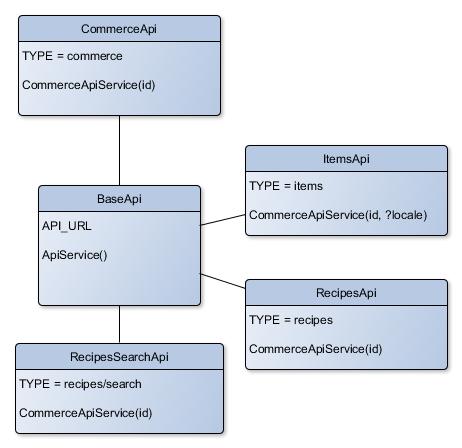 CommerceApi
TYPE = commerce
CommerceApiService(id)
ItemsApi
TYPE = items
CommerceApiService(id, ?locale)
BaseApi
API_URL
ApiService()
RecipesApi
TYPE = recipes
CommerceApiService(id)
RecipesSearchApi
TYPE = recipes/search
CommerceApiService(id)